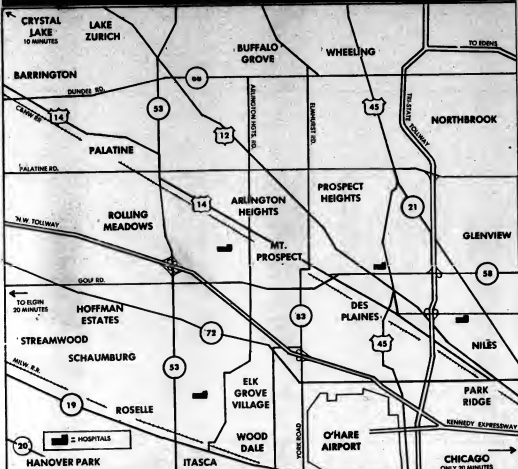 CRYSTAL
LAKE
10 MINUTES
LAKE
ZURICH
BUFFALO
GROVE
WHEELING
TO EDENS
BARRINGTON
68
DUNDEE RD.
53
ARLINGTON HGTS. RD.
ELMHURST RD.
45
TRI-STATE
TOLLWAY
14
C&NW RR
12
NORTHBROOK
PALATINE
PALATINE RD.
14
ARLINGTON
HEIGHTS
PROSPECT
HEIGHTS
21
ROLLING
MEADOWS
N.W. TOLLWAY
MT.
PROSPECT
GLENVIEW
GOLF RD.
58
TO ELGIN
20 MINUTES
HOFFMAN
ESTATES
83
DES
PLAINES
72
STREAMWOOD
SCHAUMBURG
45
NILES
MILW. R.R.
53
ELK
GROVE
VILLAGE
PARK
RIDGE
19
ROSELLE
KENNEDY EXPRESSWAY
= HOSPITALS
WOOD
DALE
YORK ROAD
O'HARE
AIRPORT
20
HANOVER PARK
ITASCA
CHICAGO
ONLY 20 MINUTES